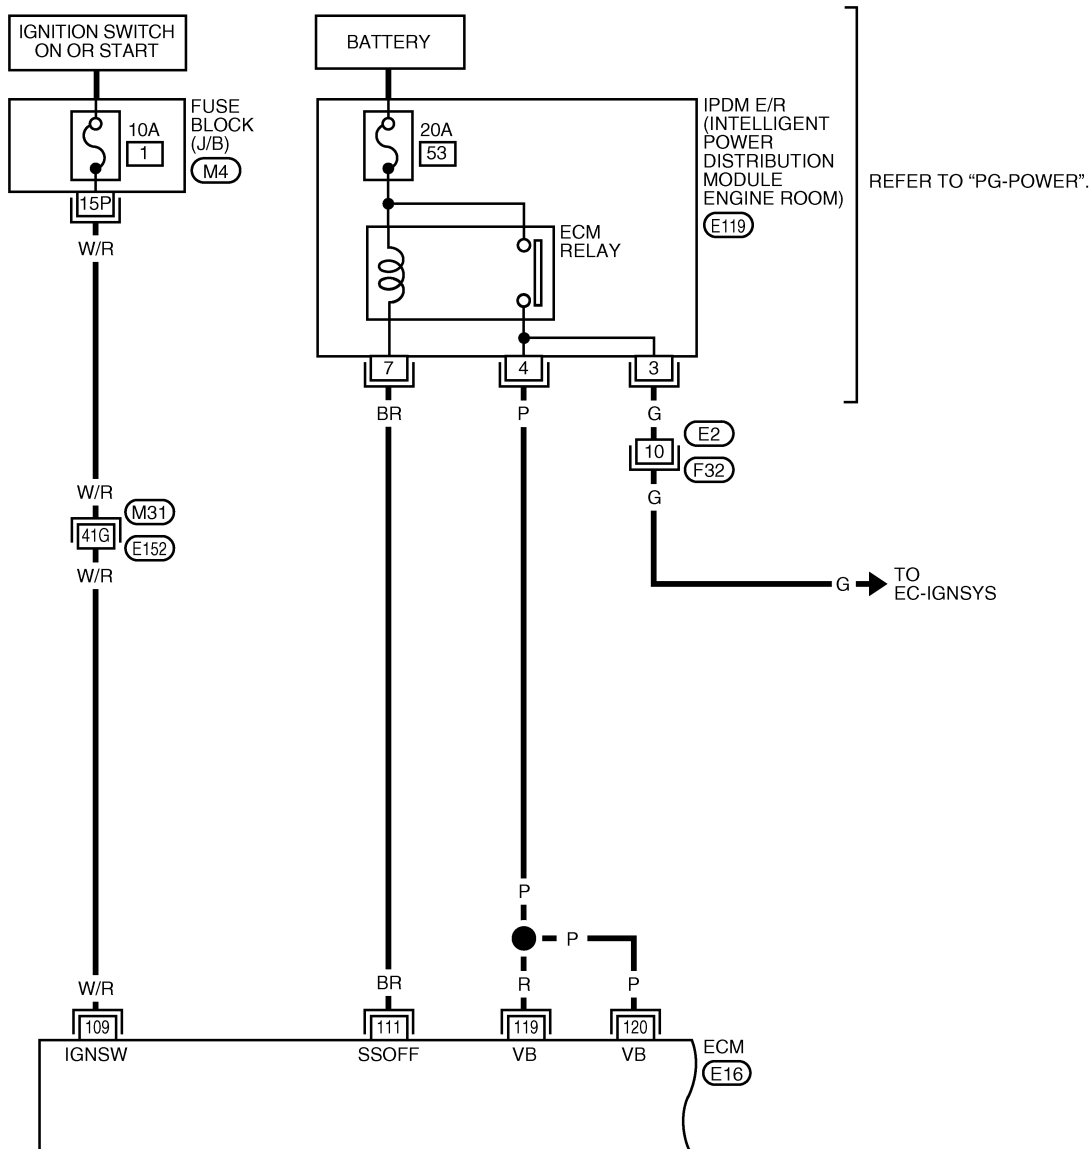 IGNITION SWITCH
ON OR START
BATTERY
FUSE
BLOCK
(J/B)
M4
10A
1
15P
20A
53
IPDM E/R
(INTELLIGENT
POWER
DISTRIBUTION
MODULE
ENGINE ROOM)
E119
REFER TO “PG-POWER”.
ECM
RELAY
W/R
7
4
3
BR
P
G
10
E2
F32
G
W/R
41G
M31
E152
W/R
G
TO
EC-IGNSYS
P
P
W/R
BR
R
P
109
111
119
120
IGNSW
SSOFF
VB
VB
ECM
E16